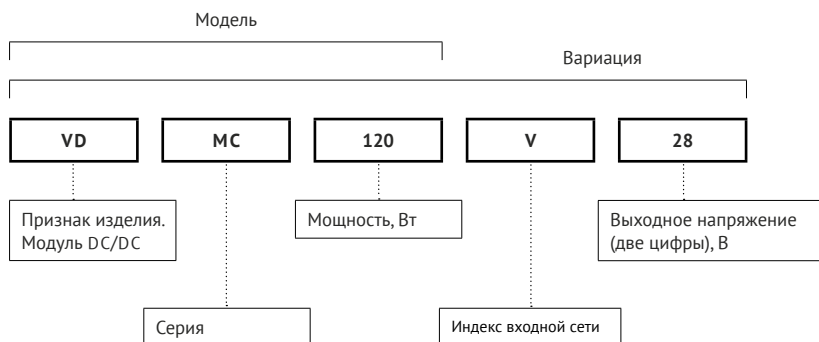 Модель
Вариация
VD MC 120 V 28
Признак изделия.
Модуль DC/DC
Мощность, Вт
Выходное напряжение
(две цифры), В
Серия
Индекс входной сети